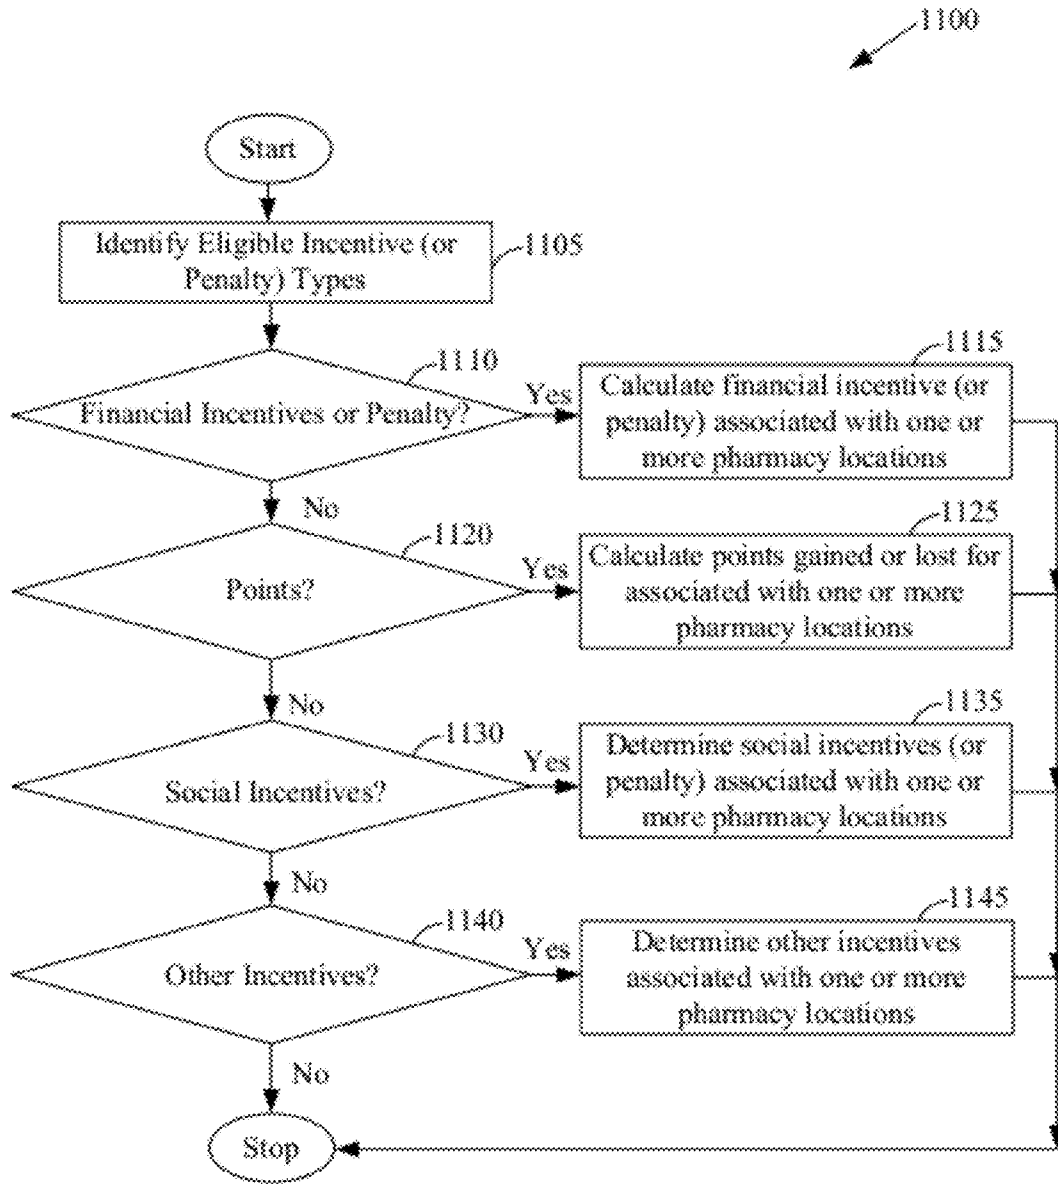 1100
Start
Identify Eligible Incentive (or
Penalty) Types
1105
1110
Financial Incentives or Penalty?
Yes
1115
Calculate financial incentive (or
penalty) associated with one or
more pharmacy locations
No
1120
Points?
Yes
1125
Calculate points gained or lost for
associated with one or more
pharmacy locations
No
1130
Social Incentives?
Yes
1135
Determine social incentives (or
penalty) associated with one or
more pharmacy locations
No
1140
Other Incentives?
Yes
1145
Determine other incentives
associated with one or more
pharmacy locations
No
Stop